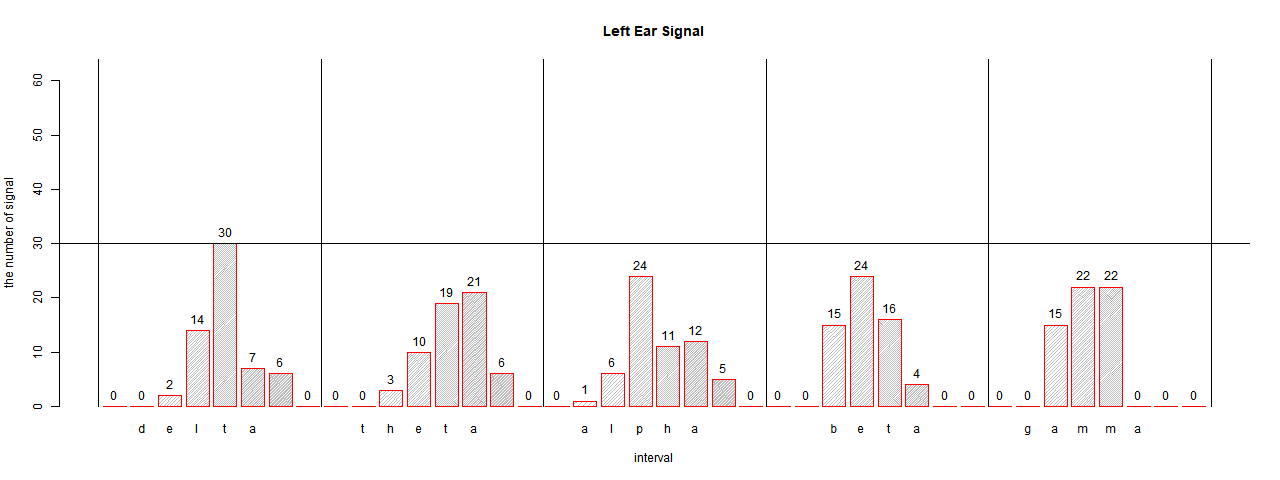 Left Ear Signal
the number of signal
60
50
40
30
20
10
0
0 0 2 14 30 7 6 0
0 0 3 10 19 21 6 0
0 1 6 24 11 12 5 0
0 0 15 24 16 4 0 0
0 0 15 22 22 0 0 0
d e l t a t h e t a a l p h a b e t a g a m m a
interval